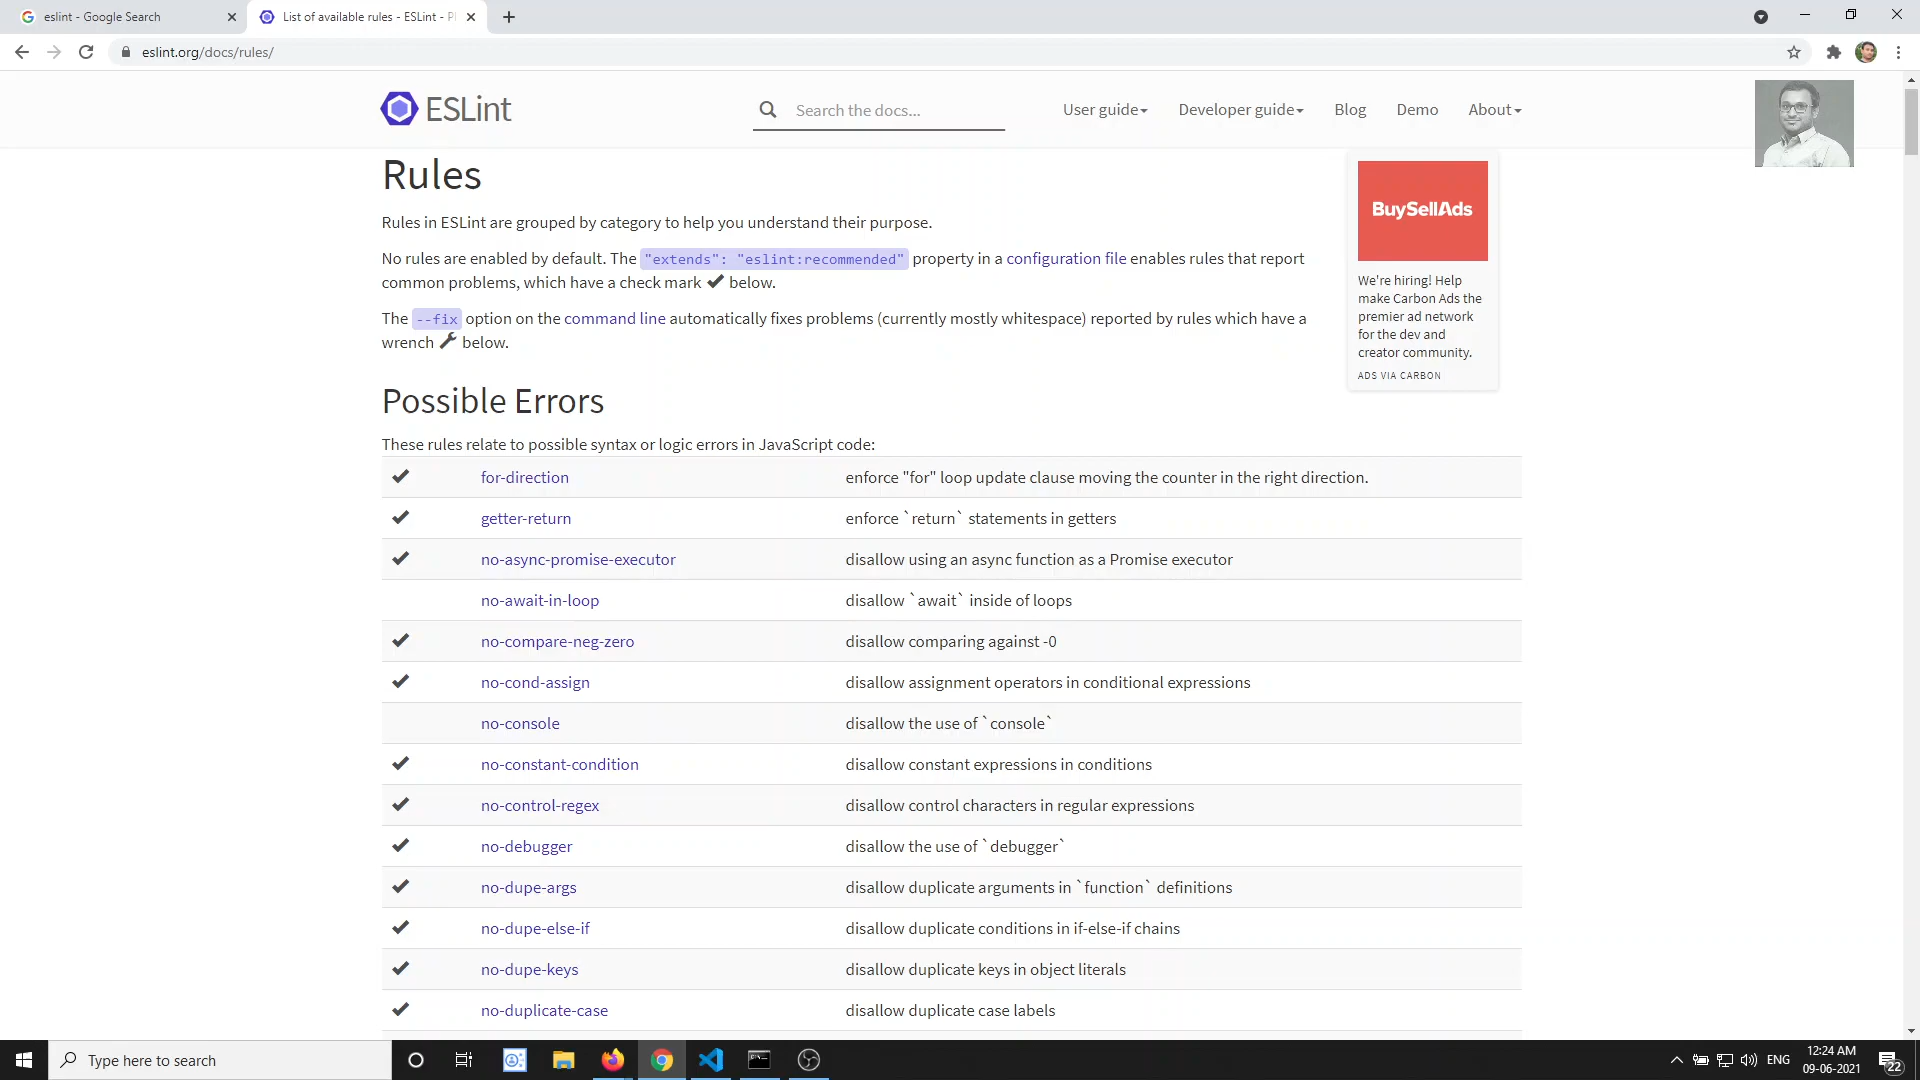 eslint - Google Search
List of available rules - ESLint - Pl
eslint.org/docs/rules/
ESLint
Search the docs...
User guide
Developer guide
Blog
Demo
About
Rules
Rules in ESLint are grouped by category to help you understand their purpose.
No rules are enabled by default. The "extends": "eslint:recommended" property in a configuration file enables rules that report
common problems, which have a check mark ✔ below.
The --fix option on the command line automatically fixes problems (currently mostly whitespace) reported by rules which have a
wrench 🔧 below.
BuySellAds
We're hiring! Help
make Carbon Ads the
premier ad network
for the dev and
creator community.
ADS VIA CARBON
Possible Errors
These rules relate to possible syntax or logic errors in JavaScript code:
✔ for-direction enforce "for" loop update clause moving the counter in the right direction.
✔ getter-return enforce `return` statements in getters
✔ no-async-promise-executor disallow using an async function as a Promise executor
no-await-in-loop disallow `await` inside of loops
✔ no-compare-neg-zero disallow comparing against -0
✔ no-cond-assign disallow assignment operators in conditional expressions
no-console disallow the use of `console`
✔ no-constant-condition disallow constant expressions in conditions
✔ no-control-regex disallow control characters in regular expressions
✔ no-debugger disallow the use of `debugger`
✔ no-dupe-args disallow duplicate arguments in `function` definitions
✔ no-dupe-else-if disallow duplicate conditions in if-else-if chains
✔ no-dupe-keys disallow duplicate keys in object literals
✔ no-duplicate-case disallow duplicate case labels
Type here to search
ENG
12:24 AM
09-06-2021
22